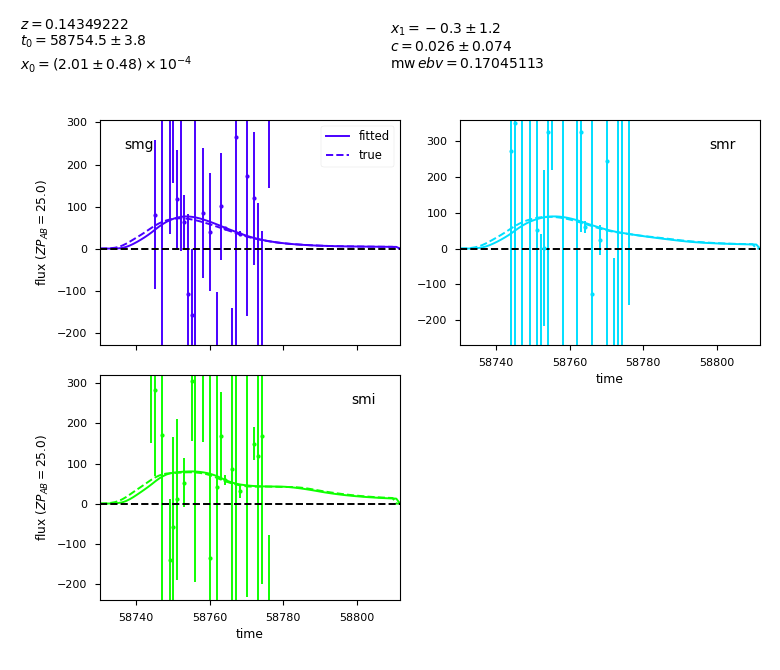 z = 0.14349222
t₀ = 58754.5 ± 3.8
x₀ = (2.01 ± 0.48) × 10⁻⁴
x₁ = −0.3 ± 1.2
c = 0.026 ± 0.074
mw ebv = 0.17045113
smg
fitted
true
300
200
100
0
−100
−200
flux (ZP_AB = 25.0)
smr
300
200
100
0
−100
−200
58740 58760 58780 58800
time
smi
300
200
100
0
−100
−200
flux (ZP_AB = 25.0)
58740 58760 58780 58800
time